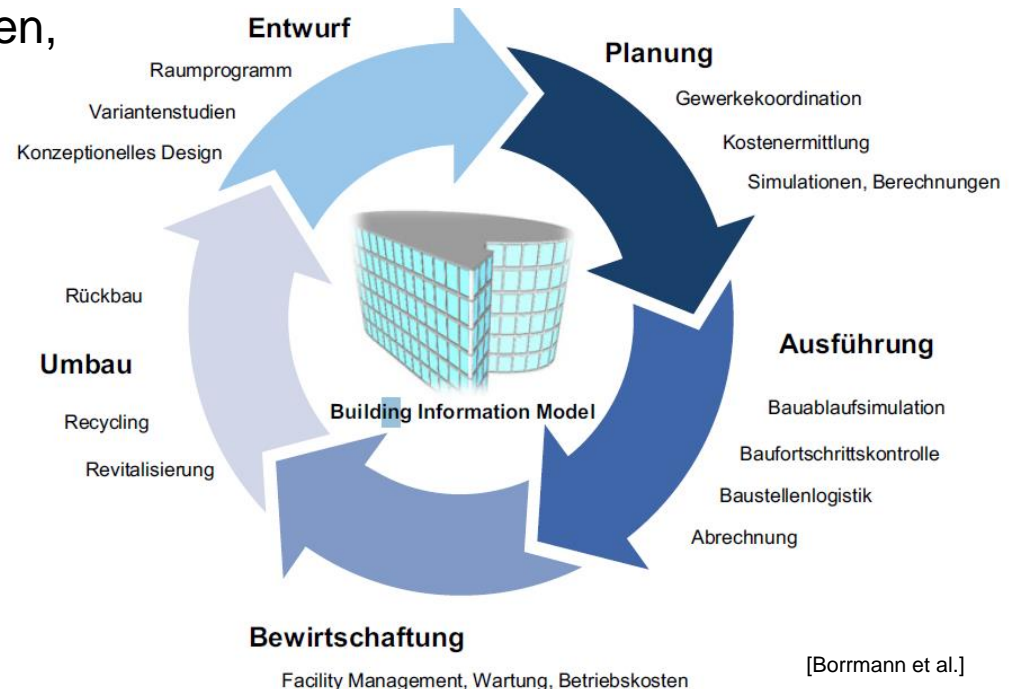 en,
Entwurf
Raumprogramm
Variantenstudien
Konzeptionelles Design
Planung
Gewerkekoordination
Kostenermittlung
Simulationen, Berechnungen
Ausführung
Bauablaufsimulation
Baufortschrittskontrolle
Baustellenlogistik
Abrechnung
Bewirtschaftung
Facility Management, Wartung, Betriebskosten
Rückbau
Umbau
Recycling
Revitalisierung
Building Information Model
[Borrmann et al.]